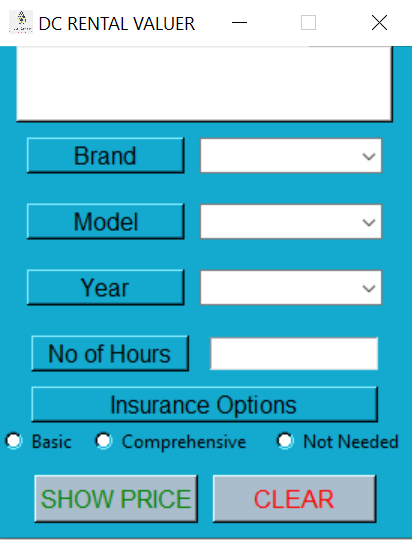 DC RENTAL VALUER
Brand
Model
Year
No of Hours
Insurance Options
Basic Comprehensive Not Needed
SHOW PRICE CLEAR